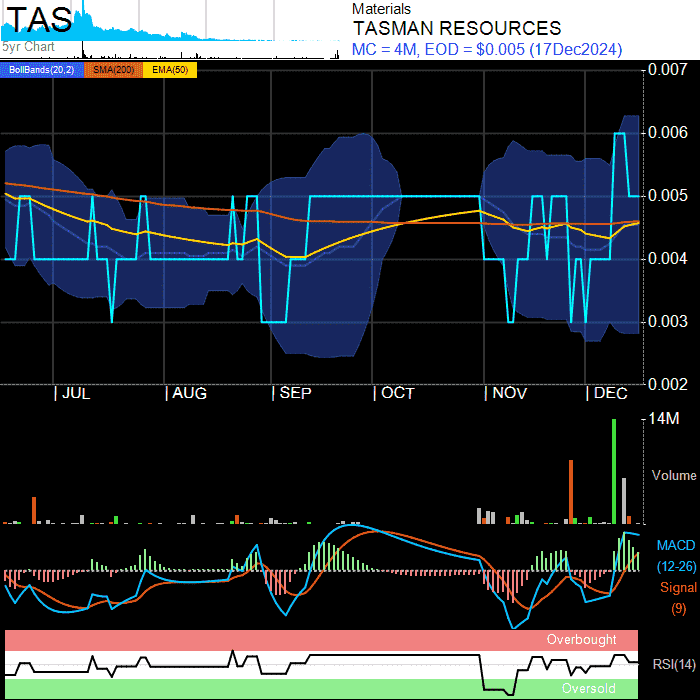 TAS
5yr Chart
Materials
TASMAN RESOURCES
MC = 4M, EOD = $0.005 (17Dec2024)
BollBands(20,2) SMA(200) EMA(50)
0.007
0.006
0.005
0.004
0.003
0.002
JUL AUG SEP OCT NOV DEC
14M
Volume
MACD
(12-26)
Signal
(9)
Overbought
RSI(14)
Oversold